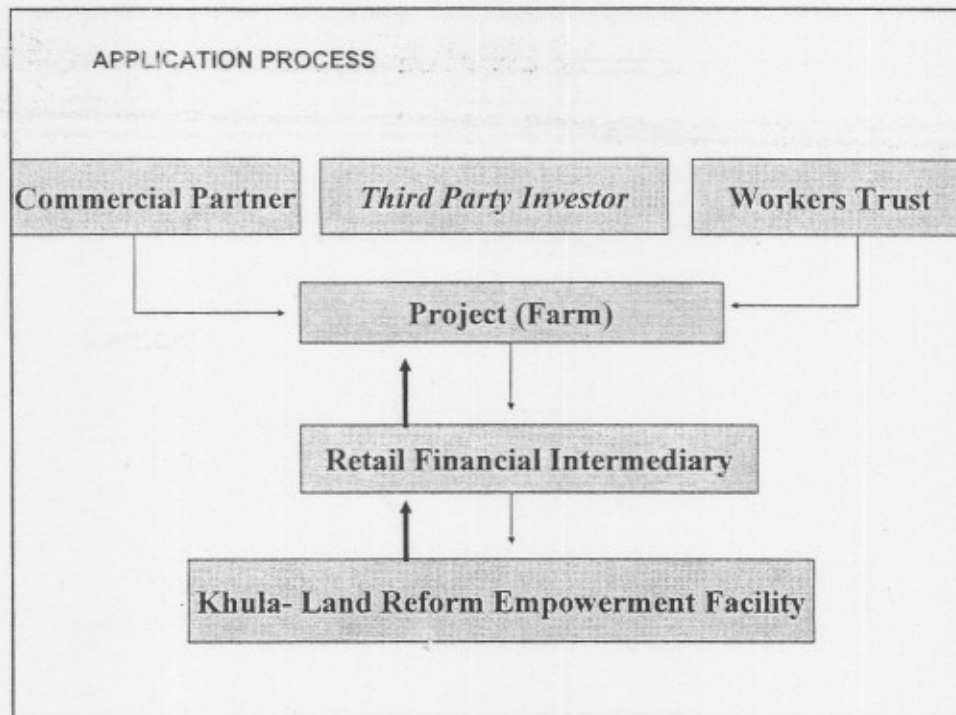 APPLICATION PROCESS
Commercial Partner
Third Party Investor
Workers Trust
Project (Farm)
Retail Financial Intermediary
Khula- Land Reform Empowerment Facility